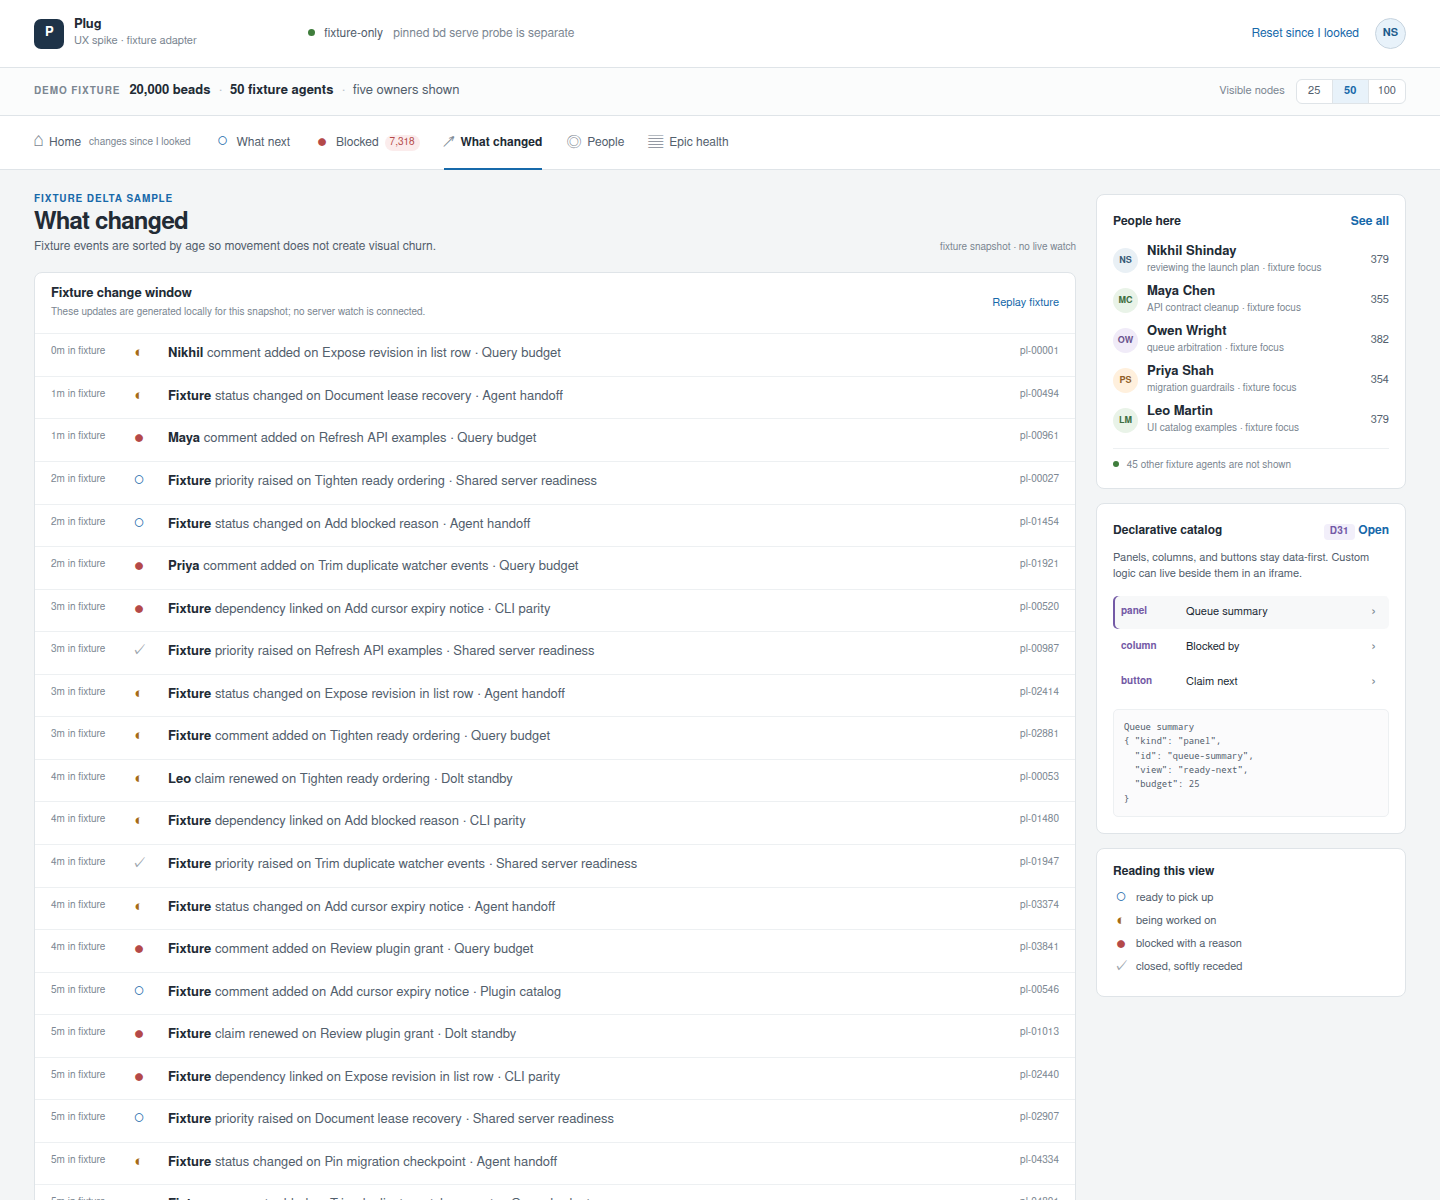 P
Plug
UX spike · fixture adapter
fixture-only pinned bd serve probe is separate
Reset since I looked
NS
DEMO FIXTURE 20,000 beads · 50 fixture agents · five owners shown
Visible nodes 25 50 100
Home changes since I looked
What next
Blocked 7,318
What changed
People
Epic health
FIXTURE DELTA SAMPLE
What changed
Fixture events are sorted by age so movement does not create visual churn.
fixture snapshot · no live watch
Fixture change window
These updates are generated locally for this snapshot; no server watch is connected.
Replay fixture
0m in fixture Nikhil comment added on Expose revision in list row · Query budget pl-00001
1m in fixture Fixture status changed on Document lease recovery · Agent handoff pl-00494
1m in fixture Maya comment added on Refresh API examples · Query budget pl-00961
2m in fixture Fixture priority raised on Tighten ready ordering · Shared server readiness pl-00027
2m in fixture Fixture status changed on Add blocked reason · Agent handoff pl-01454
2m in fixture Priya comment added on Trim duplicate watcher events · Query budget pl-01921
3m in fixture Fixture dependency linked on Add cursor expiry notice · CLI parity pl-00520
3m in fixture Fixture priority raised on Refresh API examples · Shared server readiness pl-00987
3m in fixture Fixture status changed on Expose revision in list row · Agent handoff pl-02414
3m in fixture Fixture comment added on Tighten ready ordering · Query budget pl-02881
4m in fixture Leo claim renewed on Tighten ready ordering · Dolt standby pl-00053
4m in fixture Fixture dependency linked on Add blocked reason · CLI parity pl-01480
4m in fixture Fixture priority raised on Trim duplicate watcher events · Shared server readiness pl-01947
4m in fixture Fixture status changed on Add cursor expiry notice · Agent handoff pl-03374
4m in fixture Fixture comment added on Review plugin grant · Query budget pl-03841
5m in fixture Fixture comment added on Add cursor expiry notice · Plugin catalog pl-00546
5m in fixture Fixture claim renewed on Review plugin grant · Dolt standby pl-01013
5m in fixture Fixture dependency linked on Expose revision in list row · CLI parity pl-02440
5m in fixture Fixture priority raised on Document lease recovery · Shared server readiness pl-02907
5m in fixture Fixture status changed on Pin migration checkpoint · Agent handoff pl-04334
People here See all
NS Nikhil Shinday 379
reviewing the launch plan · fixture focus
MC Maya Chen 355
API contract cleanup · fixture focus
OW Owen Wright 382
queue arbitration · fixture focus
PS Priya Shah 354
migration guardrails · fixture focus
LM Leo Martin 379
UI catalog examples · fixture focus
45 other fixture agents are not shown
Declarative catalog D31 Open
Panels, columns, and buttons stay data-first. Custom
logic can live beside them in an iframe.
panel Queue summary ›
column Blocked by ›
button Claim next ›
Queue summary
{ "kind": "panel",
"id": "queue-summary",
"view": "ready-next",
"budget": 25
}
Reading this view
ready to pick up
being worked on
blocked with a reason
closed, softly receded